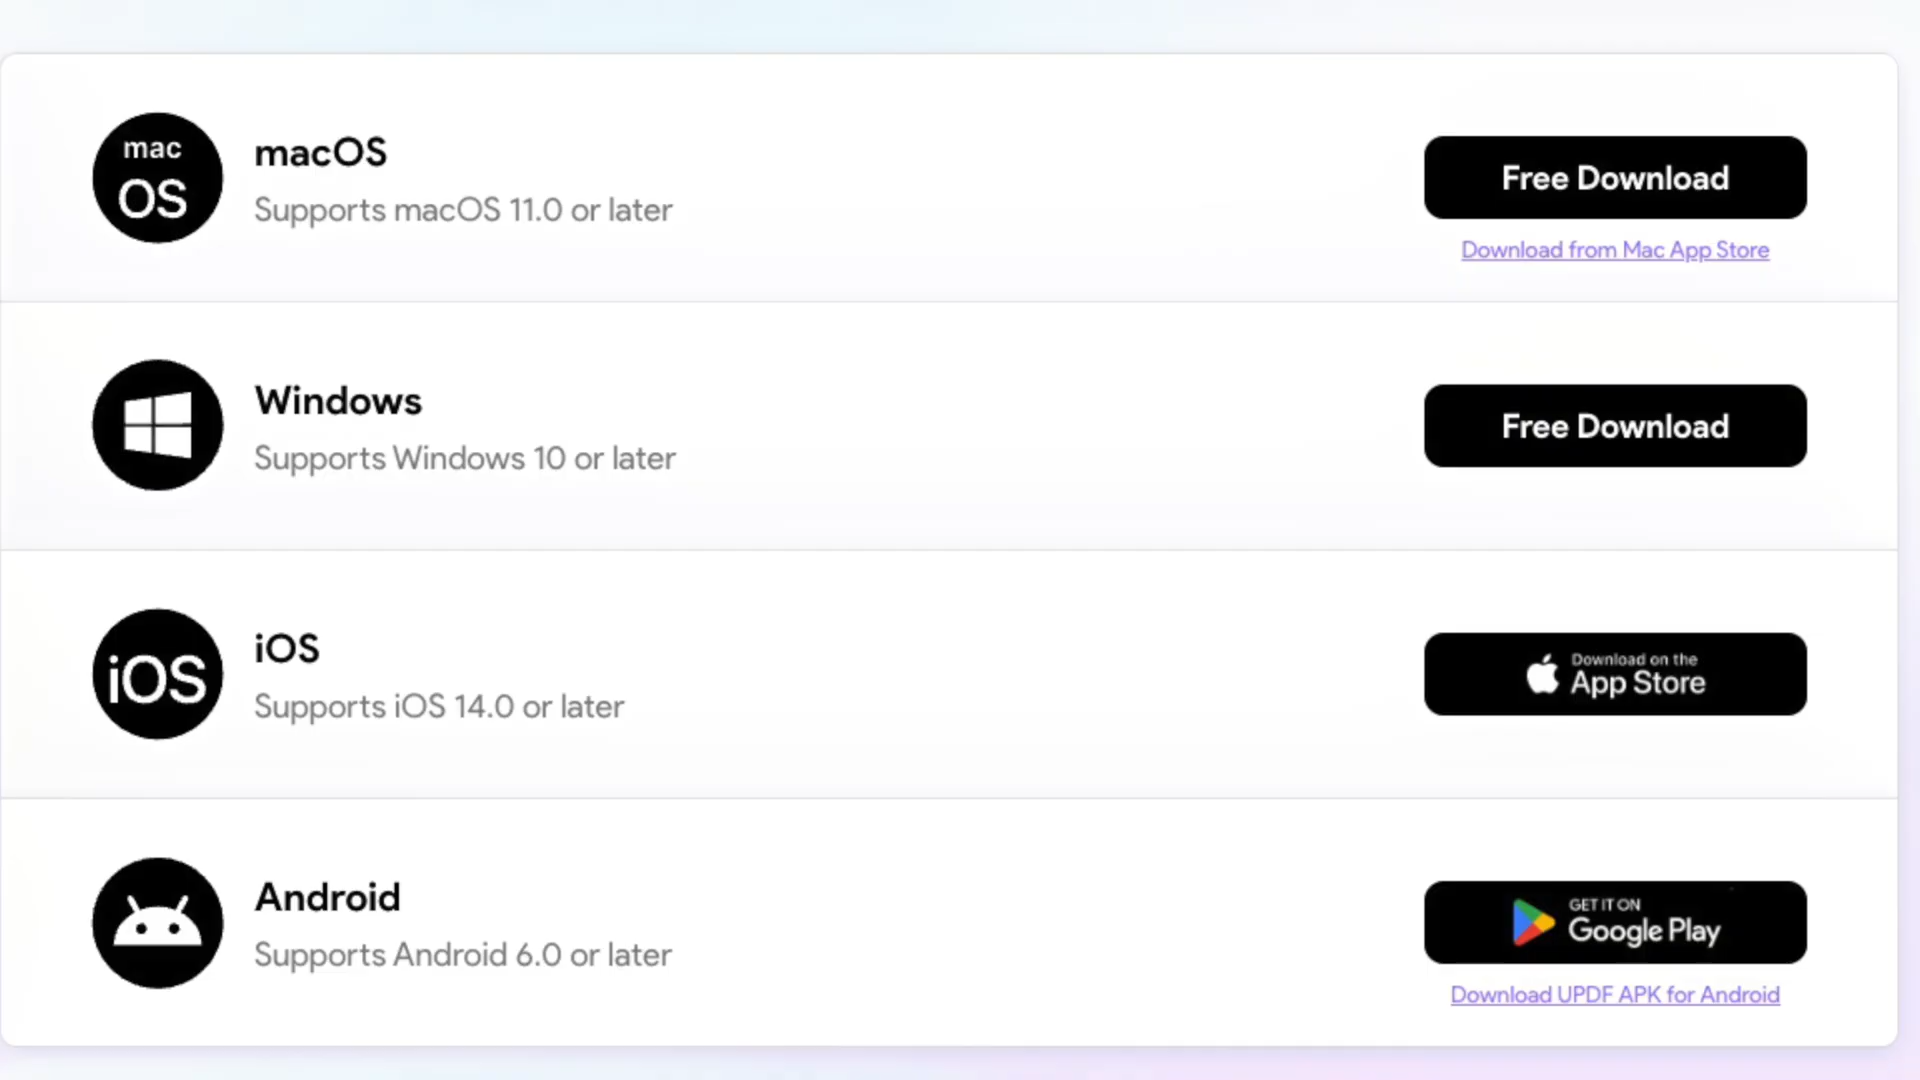 mac
OS
macOS
Supports macOS 11.0 or later
Free Download
Download from Mac App Store
Windows
Supports Windows 10 or later
Free Download
iOS
iOS
Supports iOS 14.0 or later
Download on the
App Store
Android
Supports Android 6.0 or later
GET IT ON
Google Play
Download UPDF APK for Android